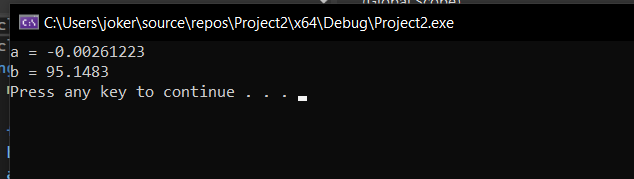 C:\Users\joker\source\repos\Project2\x64\Debug\Project2.exe
a = -0.00261223
b = 95.1483
Press any key to continue . . .